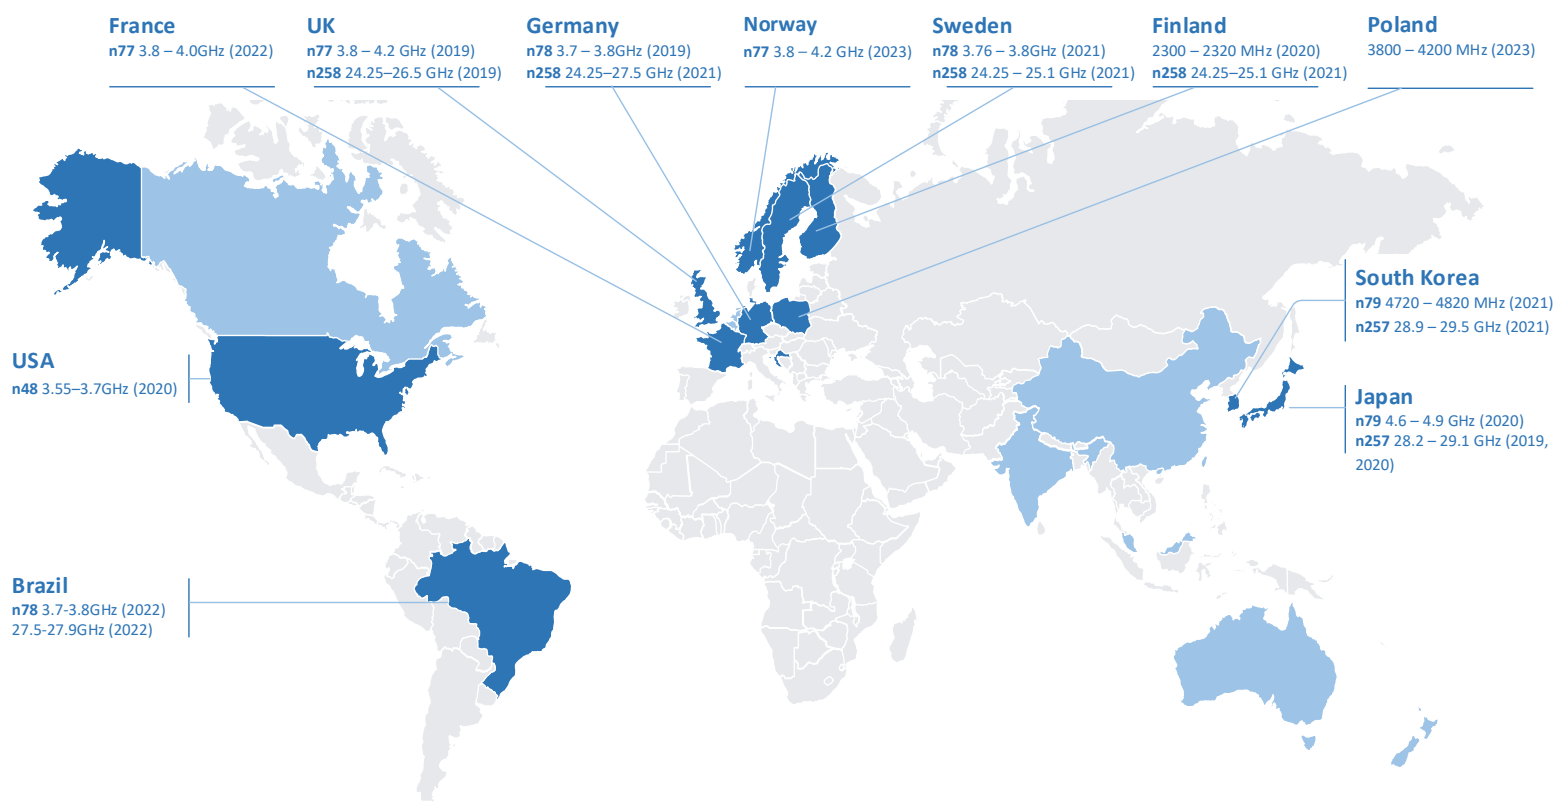 France
n77 3.8 – 4.0GHz (2022)
UK
n77 3.8 – 4.2 GHz (2019)
n258 24.25–26.5 GHz (2019)
Germany
n78 3.7 – 3.8GHz (2019)
n258 24.25–27.5 GHz (2021)
Norway
n77 3.8 – 4.2 GHz (2023)
Sweden
n78 3.76 – 3.8GHz (2021)
n258 24.25 – 25.1 GHz (2021)
Finland
2300 – 2320 MHz (2020)
n258 24.25–25.1 GHz (2021)
Poland
3800 – 4200 MHz (2023)
South Korea
n79 4720 – 4820 MHz (2021)
n257 28.9 – 29.5 GHz (2021)
USA
n48 3.55–3.7GHz (2020)
Japan
n79 4.6 – 4.9 GHz (2020)
n257 28.2 – 29.1 GHz (2019,
2020)
Brazil
n78 3.7-3.8GHz (2022)
27.5-27.9GHz (2022)